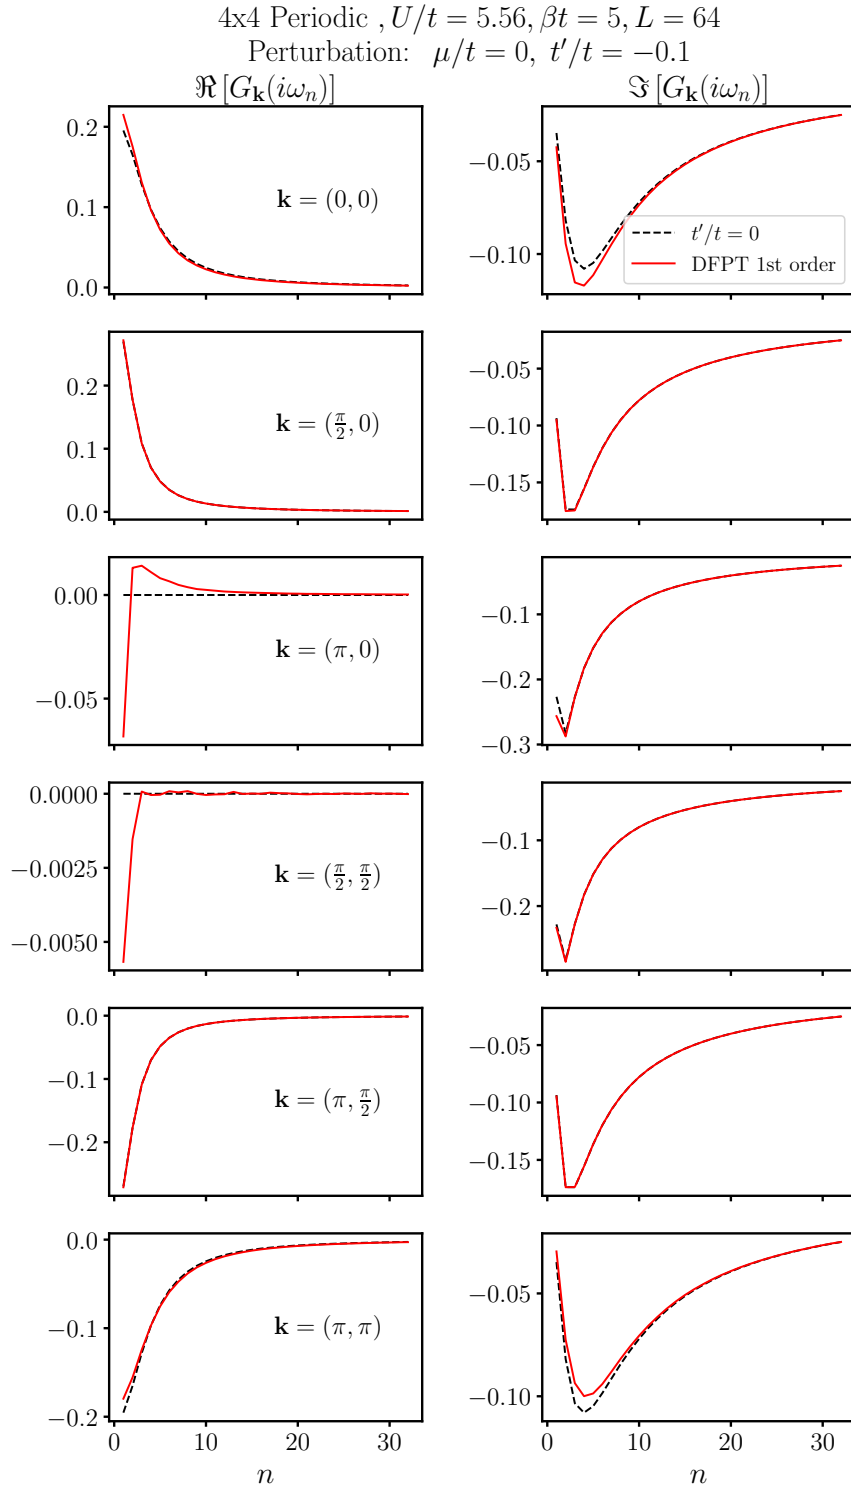 4x4 Periodic , U/t = 5.56, βt = 5, L = 64
Perturbation: μ/t = 0, t′/t = −0.1
ℜ [G𝐤(iωn)]
ℑ [G𝐤(iωn)]
0.2
0.1
0.0
𝐤 = (0, 0)
−0.05
−0.10
t′/t = 0
DFPT 1st order
0.2
0.1
0.0
𝐤 = (π/2, 0)
−0.05
−0.10
−0.15
0.00
−0.05
𝐤 = (π, 0)
−0.1
−0.2
−0.3
0.0000
−0.0025
−0.0050
𝐤 = (π/2, π/2)
−0.1
−0.2
0.0
−0.1
−0.2
𝐤 = (π, π/2)
−0.05
−0.10
−0.15
0.0
−0.1
−0.2
𝐤 = (π, π)
−0.05
−0.10
0 10 20 30
n
0 10 20 30
n